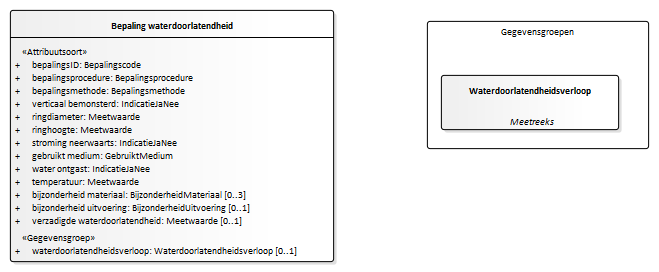 Bepaling waterdoorlatendheid
«Attribuutsoort»
+ bepalingsID: Bepalingscode
+ bepalingsprocedure: Bepalingsprocedure
+ bepalingsmethode: Bepalingsmethode
+ verticaal bemonsterd: IndicatieJaNee
+ ringdiameter: Meetwaarde
+ ringhoogte: Meetwaarde
+ stroming neerwaarts: IndicatieJaNee
+ gebruikt medium: GebruiktMedium
+ water ontgast: IndicatieJaNee
+ temperatuur: Meetwaarde
+ bijzonderheid materiaal: BijzonderheidMateriaal [0..3]
+ bijzonderheid uitvoering: BijzonderheidUitvoering [0..1]
+ verzadigde waterdoorlatendheid: Meetwaarde [0..1]
«Gegevensgroep»
+ waterdoorlatendheidsverloop: Waterdoorlatendheidsverloop [0..1]
Gegevensgroepen
Waterdoorlatendheidsverloop
Meetreeks